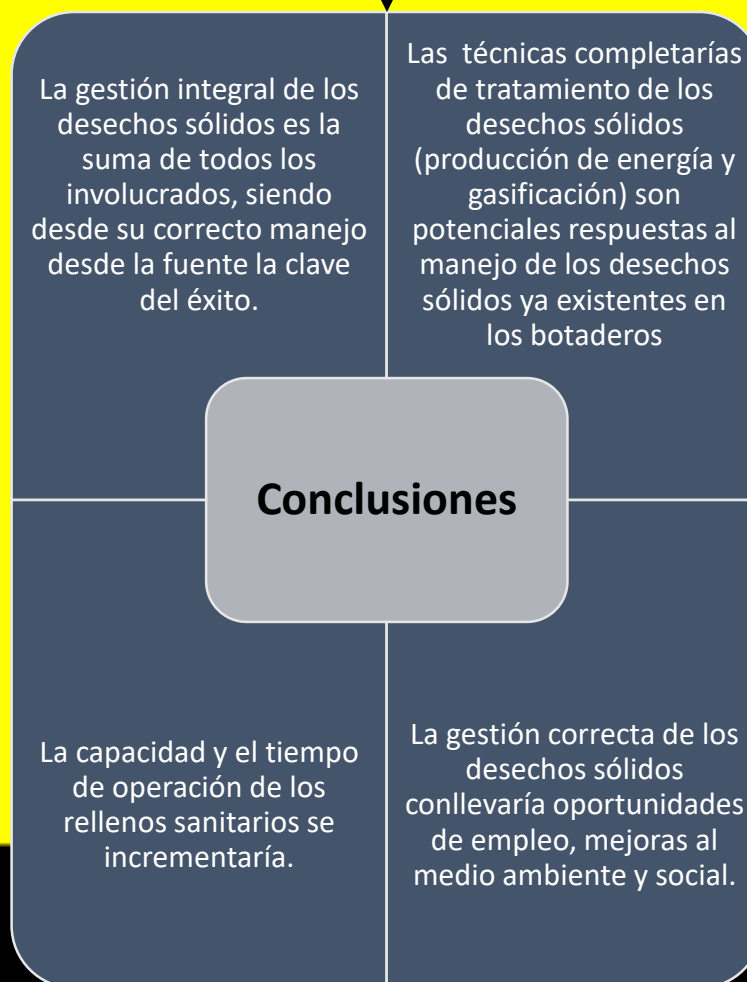 La gestión integral de los
desechos sólidos es la
suma de todos los
involucrados, siendo
desde su correcto manejo
desde la fuente la clave
del éxito.
Las técnicas completarías
de tratamiento de los
desechos sólidos
(producción de energía y
gasificación) son
potenciales respuestas al
manejo de los desechos
sólidos ya existentes en
los botaderos
Conclusiones
La capacidad y el tiempo
de operación de los
rellenos sanitarios se
incrementaría.
La gestión correcta de los
desechos sólidos
conllevaría oportunidades
de empleo, mejoras al
medio ambiente y social.